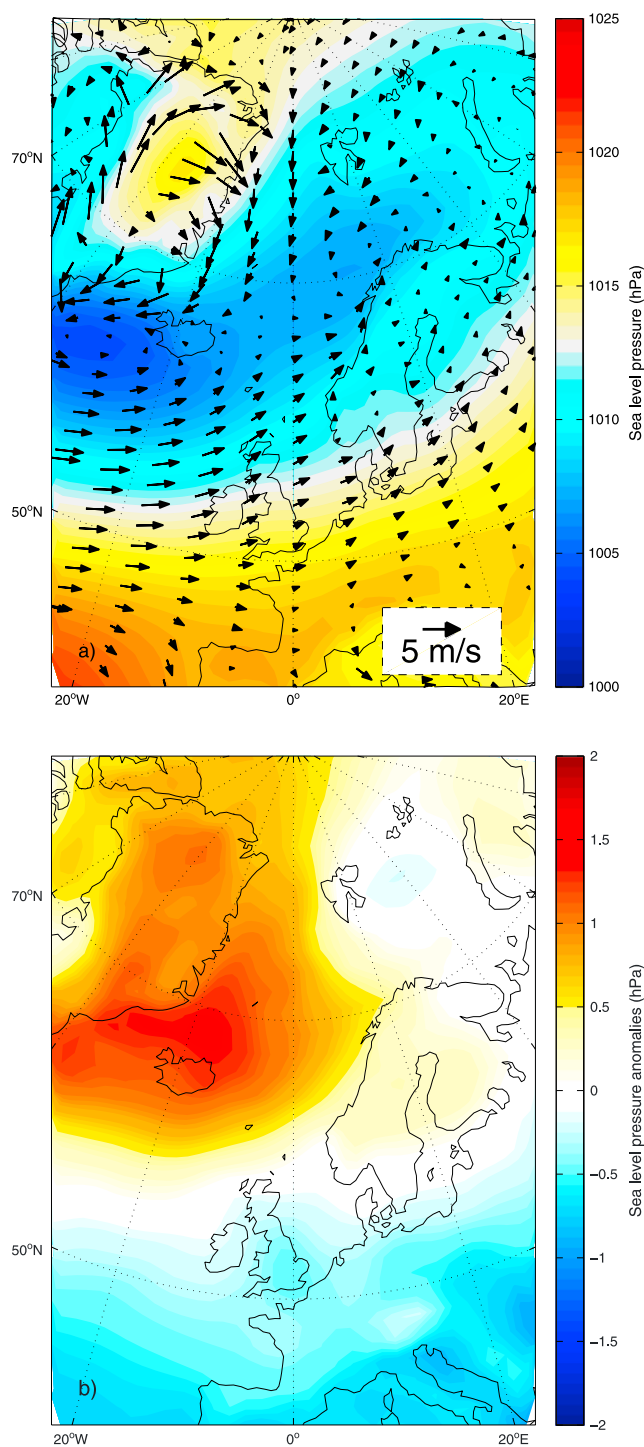 1025
1020
1015
1010
1005
1000
Sea level pressure (hPa)
70°N
50°N
a)
5 m/s
20°W
0°
20°E
2
1.5
1
0.5
0
−0.5
−1
−1.5
−2
Sea level pressure anomalies (hPa)
70°N
50°N
b)
20°W
0°
20°E